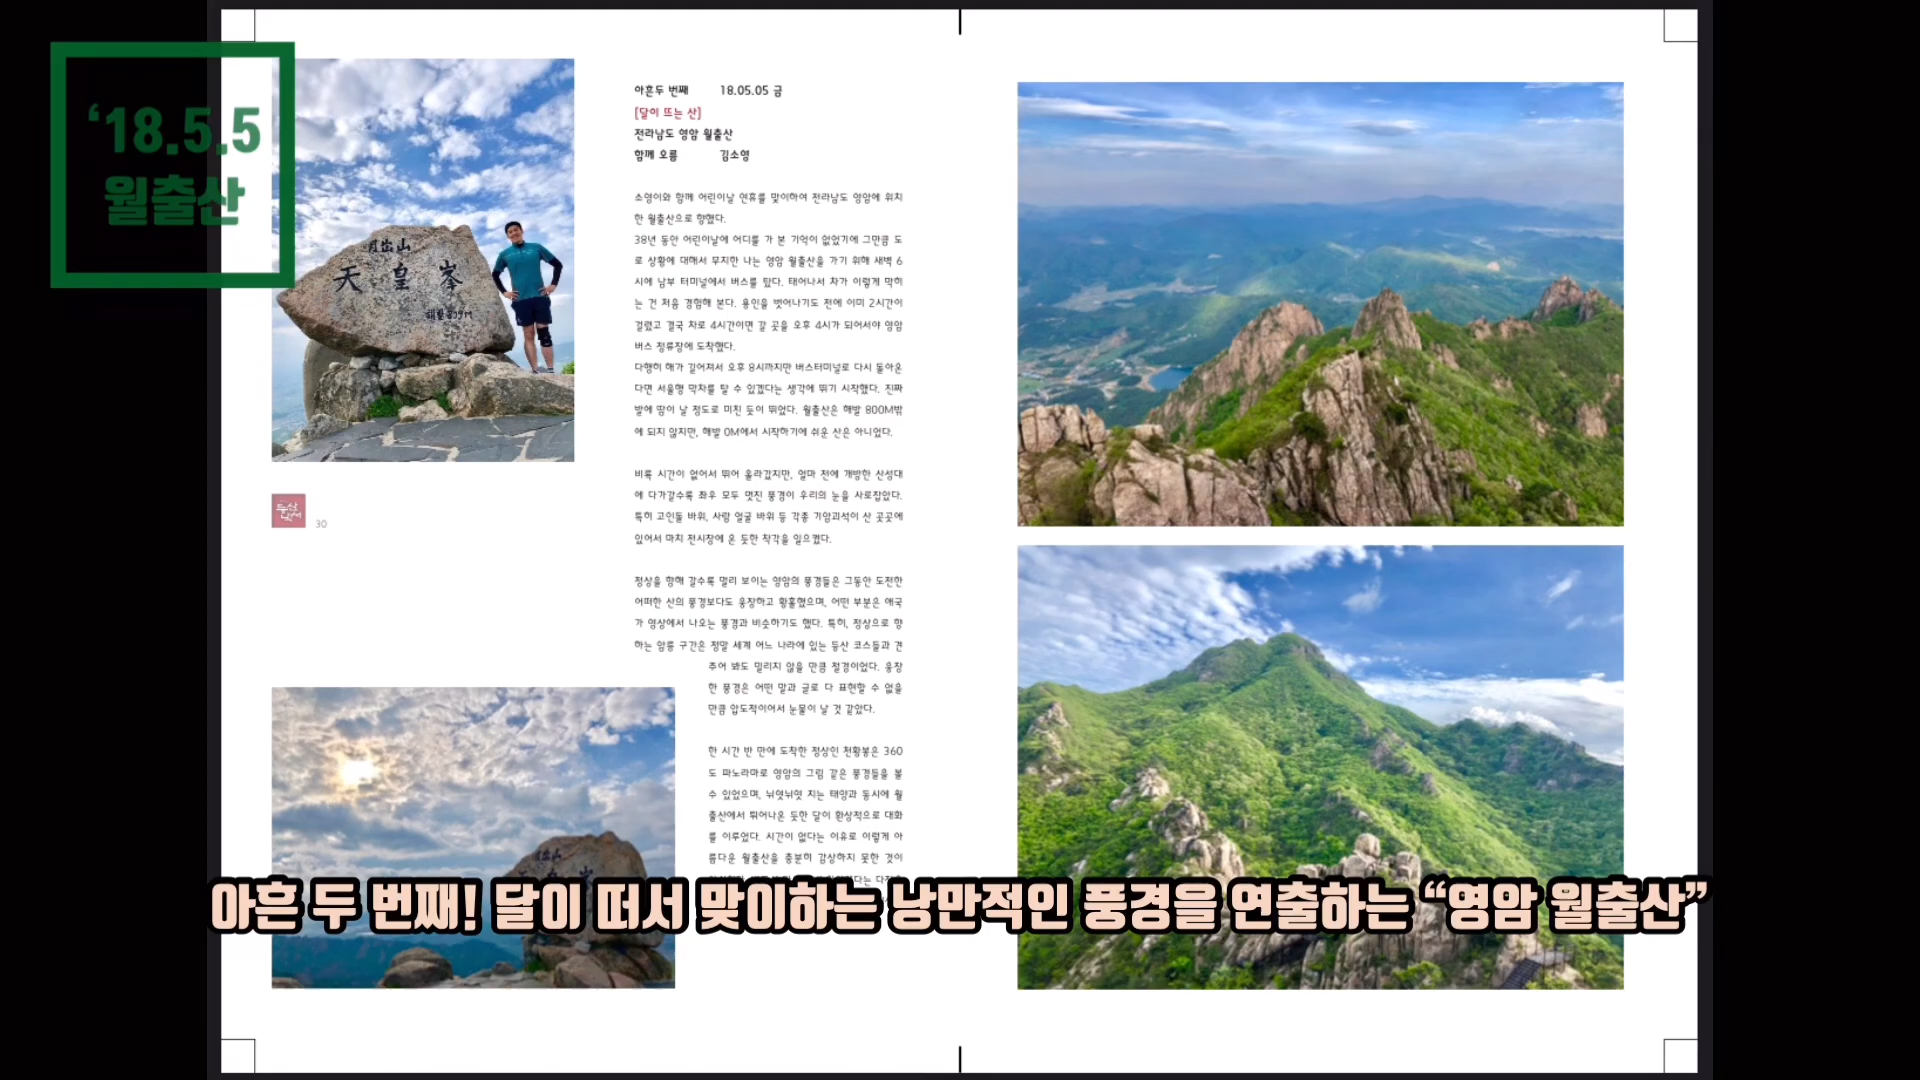 ‘18.5.5
월출산
月出山
天皇峯
해발 809M
등산
30
아흔두 번째 18.05.05 금
[달이 뜨는 산]
전라남도 영암 월출산
함께 오름 김소영
소영이와 함께 어린이날 연휴를 맞이하여 전라남도 영암에 위치
한 월출산으로 향했다.
38년 동안 어린이날에 어디를 가 본 기억이 없었기에 그만큼 도
로 상황에 대해서 무지한 나는 영암 월출산을 가기 위해 새벽 6
시에 남부 터미널에서 버스를 탔다. 태어나서 차가 이렇게 막히
는 건 처음 경험해 본다. 용인을 벗어나기도 전에 이미 2시간이
걸렸고 결국 차로 4시간이면 갈 곳을 오후 4시가 되어서야 영암
버스 정류장에 도착했다.
다행히 해가 길어져서 오후 8시까지만 버스터미널로 다시 돌아온
다면 서울행 막차를 탈 수 있겠다는 생각에 뛰기 시작했다. 진짜
발에 땀이 날 정도로 미친 듯이 뛰었다. 월출산은 해발 800M밖
에 되지 않지만, 해발 0M에서 시작하기에 쉬운 산은 아니었다.
비록 시간이 없어서 뛰어 올라갔지만, 얼마 전에 개방한 산성대
에 다가갈수록 좌우 모두 멋진 풍경이 우리의 눈을 사로잡았다.
특히 고인돌 바위, 사람 얼굴 바위 등 각종 기암괴석이 산 곳곳에
있어서 마치 전시장에 온 듯한 착각을 일으켰다.
정상을 향해 갈수록 멀리 보이는 영암의 풍경들은 그동안 도전한
어떠한 산의 풍경보다도 웅장하고 황홀했으며, 어떤 부분은 애국
가 영상에서 나오는 풍경과 비슷하기도 했다. 특히, 정상으로 향
하는 암릉 구간은 정말 세계 어느 나라에 있는 등산 코스들과 견
주어 봐도 밀리지 않을 만큼 절경이었다. 웅장
한 풍경은 어떤 말과 글로 다 표현할 수 없을
만큼 압도적이어서 눈물이 날 것 같았다.
한 시간 반 만에 도착한 정상인 천황봉은 360
도 파노라마로 영암의 그림 같은 풍경들을 볼
수 있었으며, 뉘엿뉘엿 지는 태양과 동시에 월
출산에서 튀어나온 듯한 달이 환상적으로 대화
를 이루었다. 시간이 없다는 이유로 이렇게 아
름다운 월출산을 충분히 감상하지 못한 것이
아흔 두 번째! 달이 떠서 맞이하는 낭만적인 풍경을 연출하는 “영암 월출산”